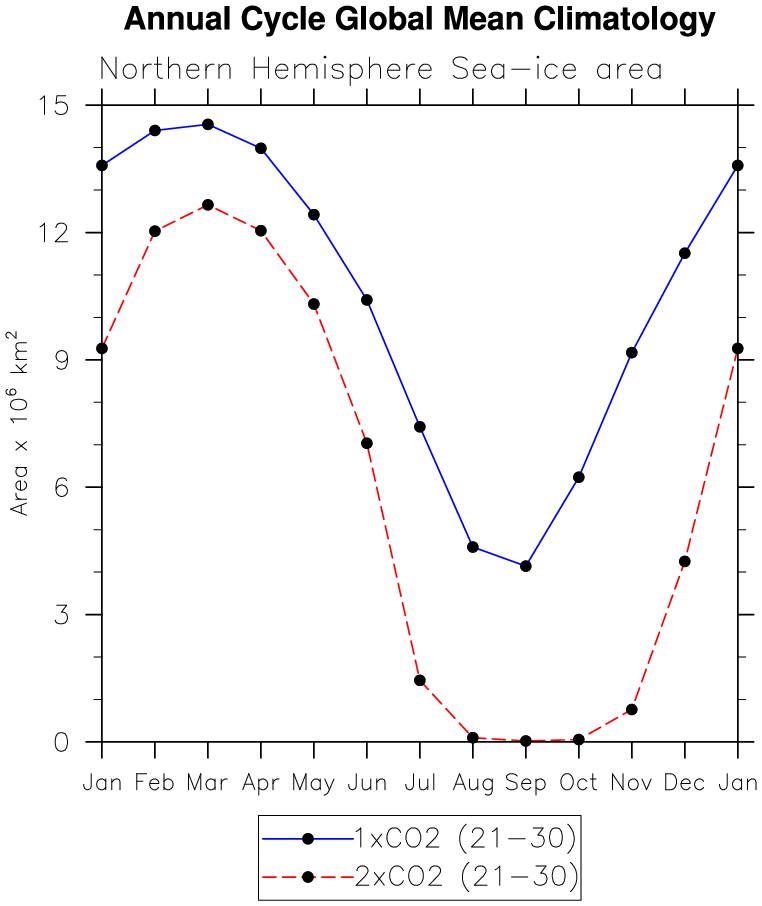 Annual Cycle Global Mean Climatology
Northern Hemisphere Sea-ice area
15
12
9
6
3
0
Area x 10⁶ km²
Jan Feb Mar Apr May Jun Jul Aug Sep Oct Nov Dec Jan
1xCO2 (21-30)
2xCO2 (21-30)